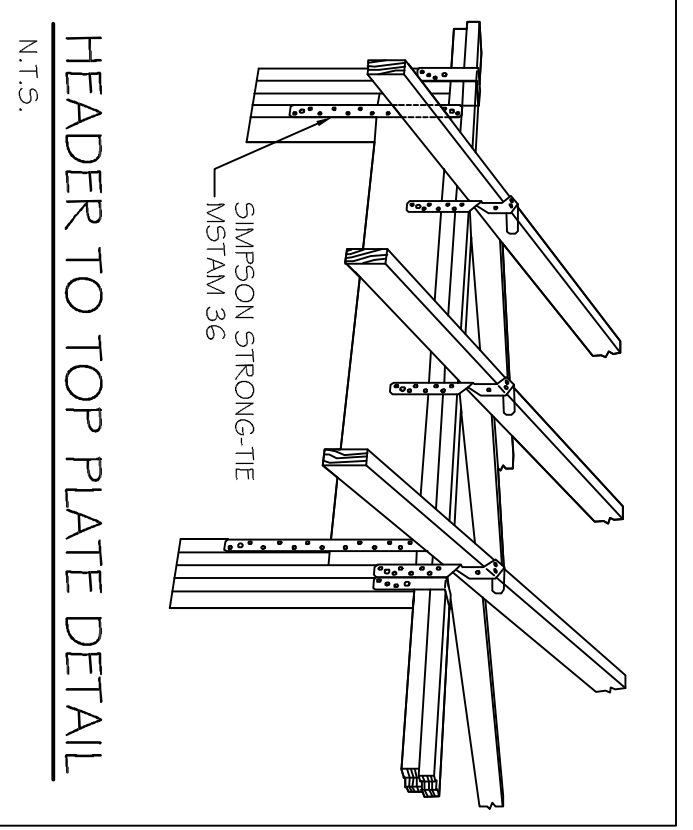 SIMPSON STRONG-TIE
MSTAM 36
HEADER TO TOP PLATE DETAIL
N.T.S.